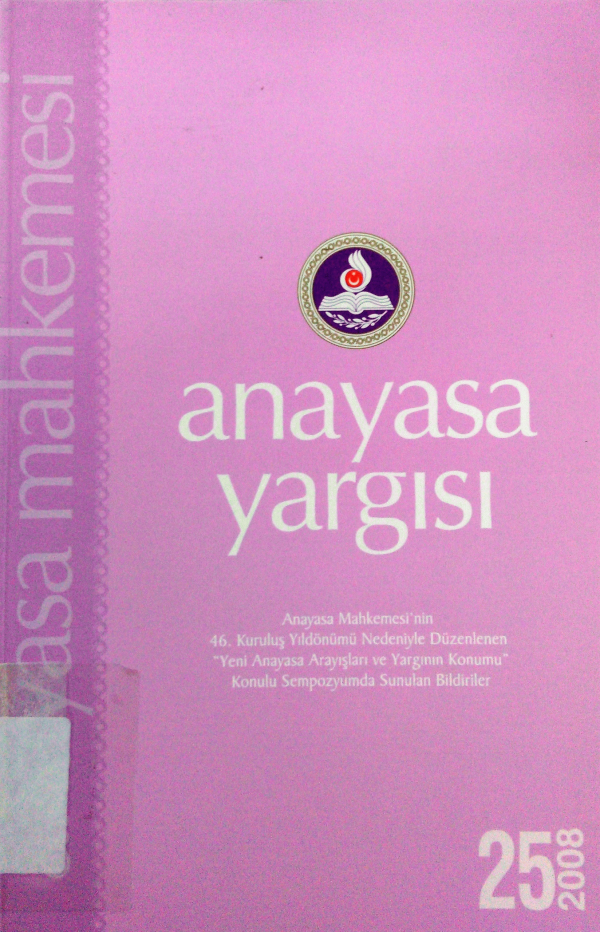 yasa mahkemesi
anayasa
yargısı
Anayasa Mahkemesi'nin
46. Kuruluş Yıldönümü Nedeniyle Düzenlenen
"Yeni Anayasa Arayışları ve Yargının Konumu"
Konulu Sempozyumda Sunulan Bildiriler
25
2008